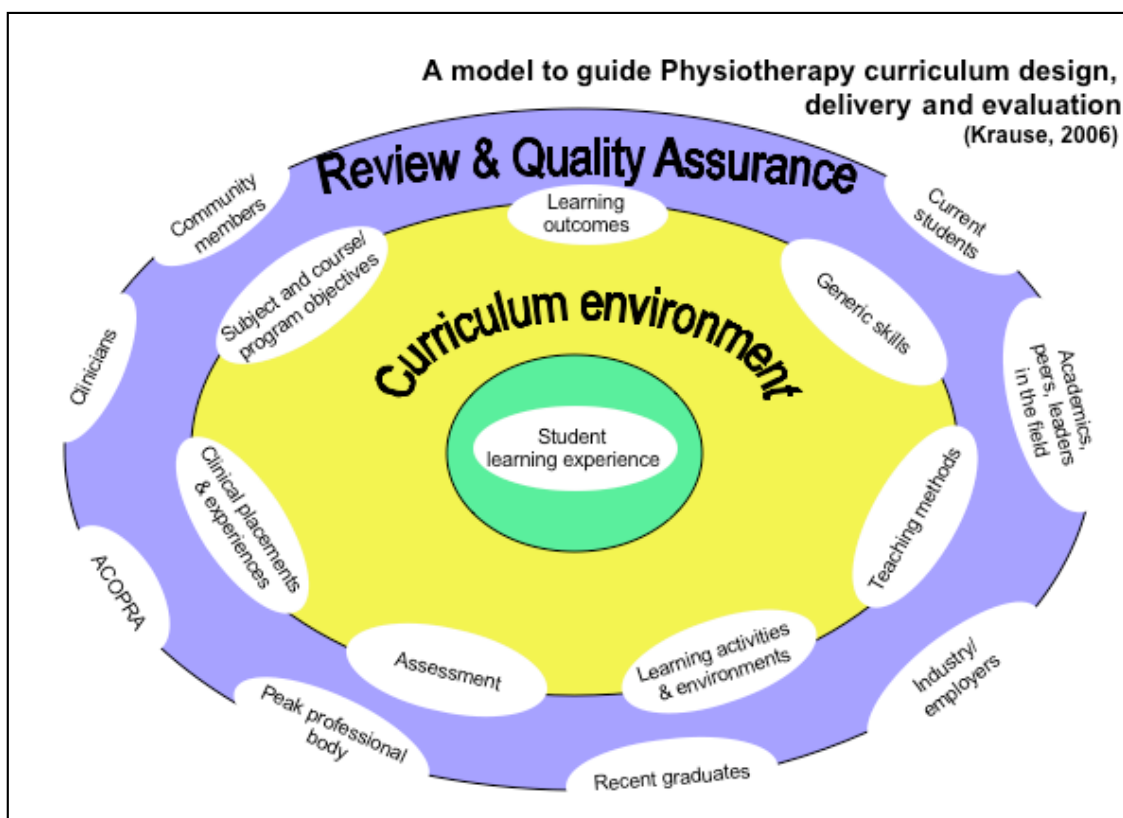 A model to guide Physiotherapy curriculum design,
delivery and evaluation
(Krause, 2006)
Review & Quality Assurance
Community
members
Current
students
Learning
outcomes
Subject and course/
program objectives
Generic skills
Curriculum environment
Clinicians
Academics,
peers, leaders
in the field
Student
learning experience
Clinical placements
& experiences
Teaching methods
ACOPRA
Assessment
Learning activities
& environments
Industry/
employers
Peak professional
body
Recent graduates